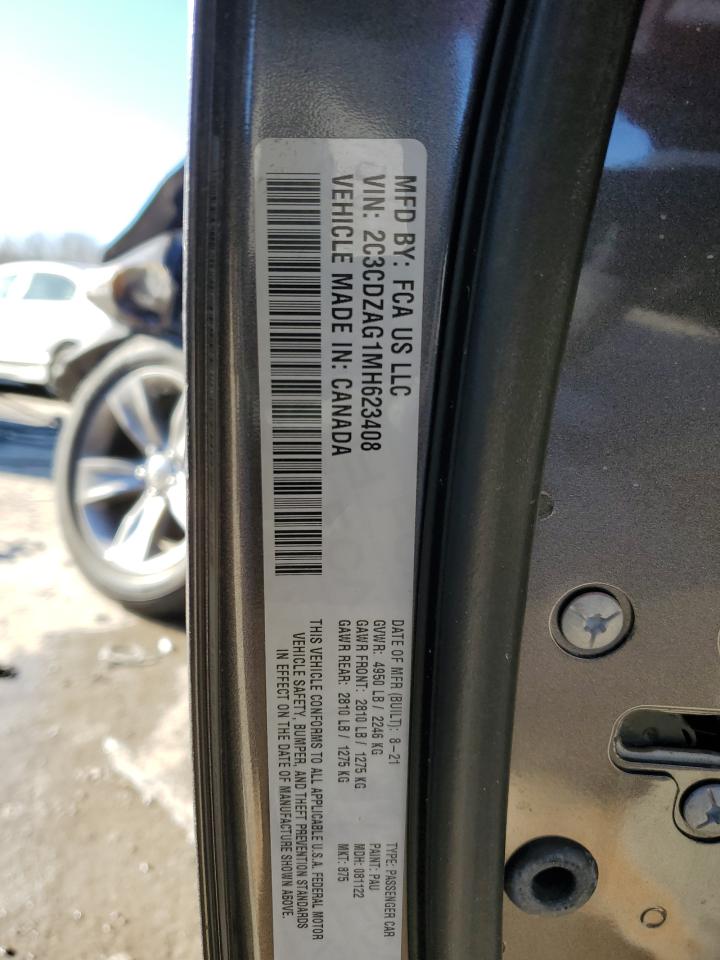 MFD BY: FCA US LLC
VIN: 2C3CDZAG1MH623408
VEHICLE MADE IN: CANADA
DATE OF MFR (BUILT): 8-21
GVWR: 4950 LB / 2246 KG
GAWR FRONT: 2810 LB / 1275 KG
GAWR REAR: 2810 LB / 1275 KG
TYPE: PASSENGER CAR
PAINT: PAU
MDH: 081122
MKT: 875
THIS VEHICLE CONFORMS TO ALL APPLICABLE U.S.A. FEDERAL MOTOR
VEHICLE SAFETY, BUMPER, AND THEFT PREVENTION STANDARDS
IN EFFECT ON THE DATE OF MANUFACTURE SHOWN ABOVE.